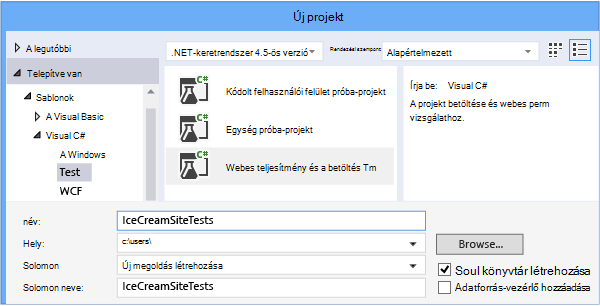 Új projekt
A legutóbbi
.NET-keretrendszer 4.5-ös verzió
Rendezési szempont
Alapértelmezett
Telepítve van
Sablonok
A Visual Basic
Visual C#
A Windows
Test
WCF
C#
Kódolt felhasználói felület próba-projekt
C#
Egység próba-projekt
C#
Webes teljesítmény és a betöltés Tm
Írja be: Visual C#
A projekt betöltése és webes perm
vizsgálathoz.
név: IceCreamSiteTests
Hely: c:\users\
Browse...
Solomon Új megoldás létrehozása
Soul könyvtár létrehozása
Solomon neve: IceCreamSiteTests
Adatforrás-vezérlő hozzáadása